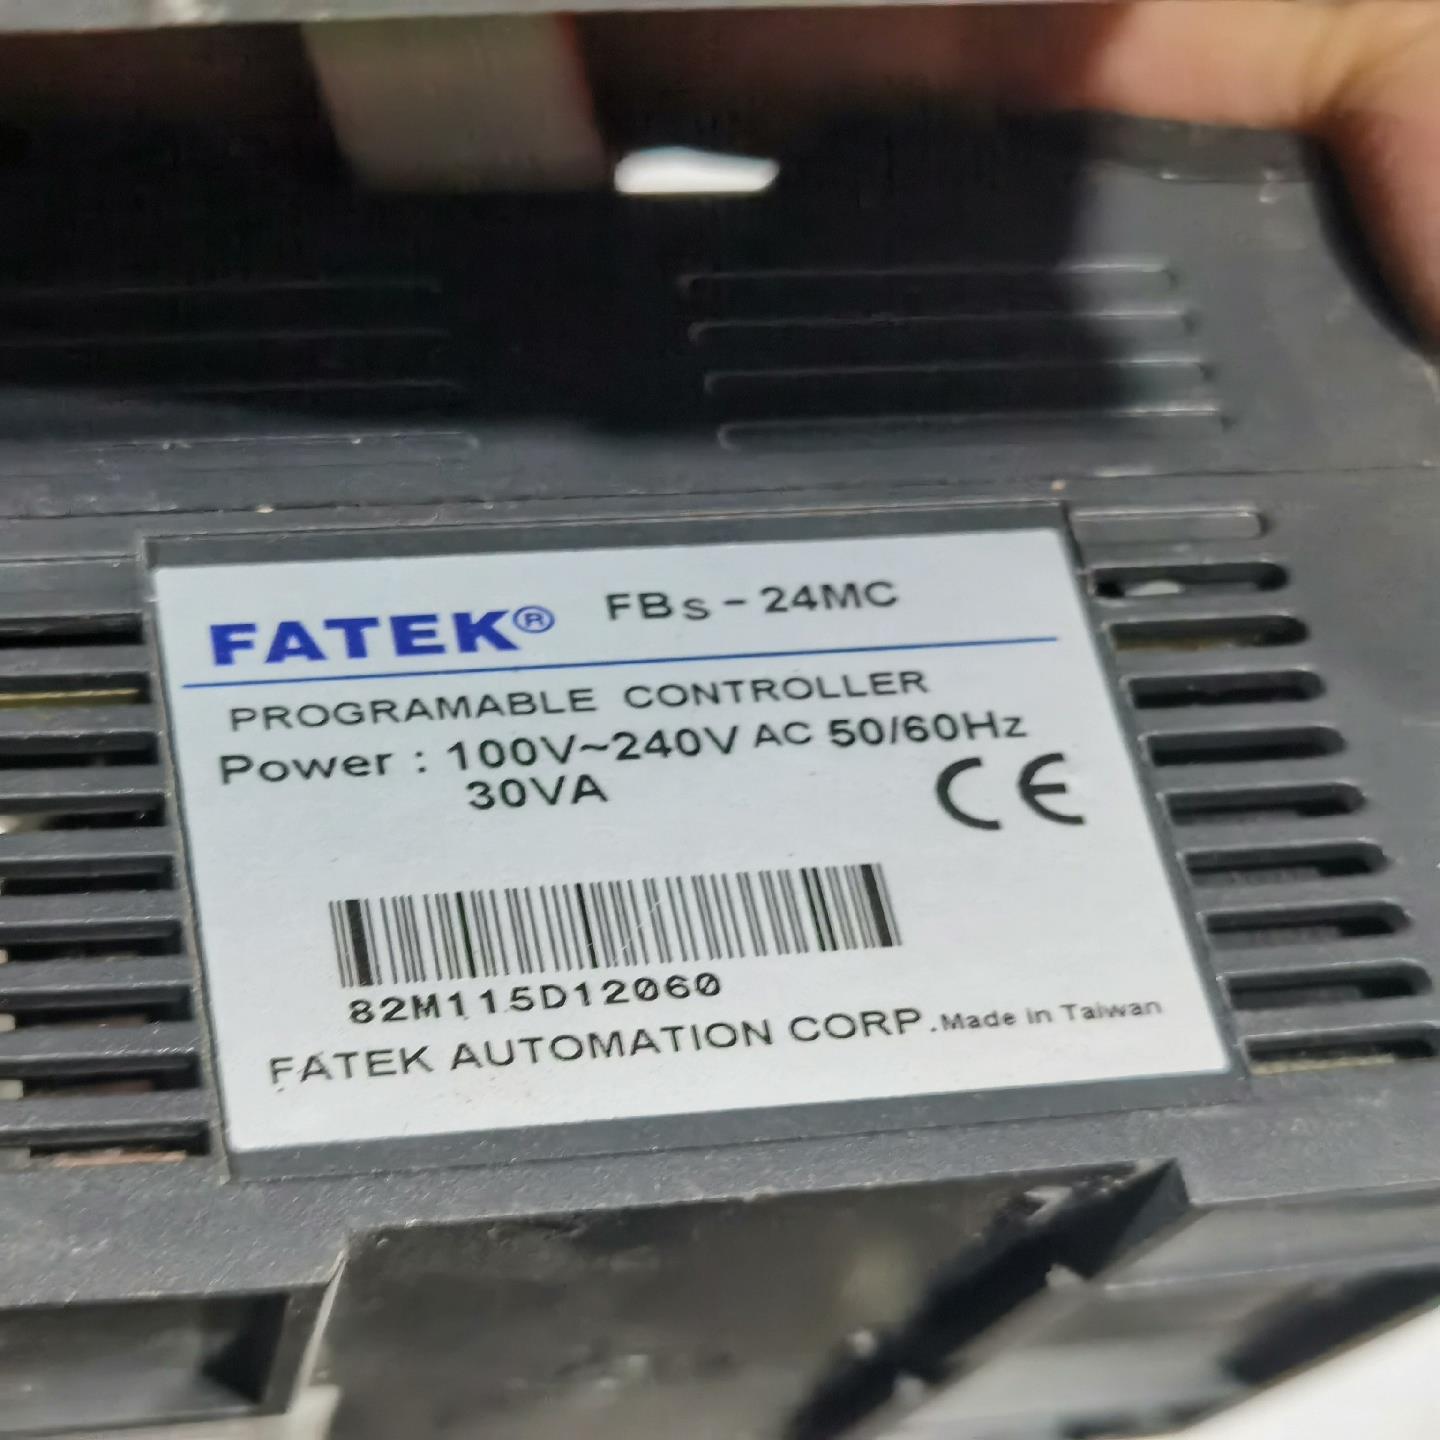 FATEK® FBs-24MC
PROGRAMABLE CONTROLLER
Power : 100V~240V AC 50/60Hz
30VA
CE
82M115D12060
FATEK AUTOMATION CORP. Made in Taiwan